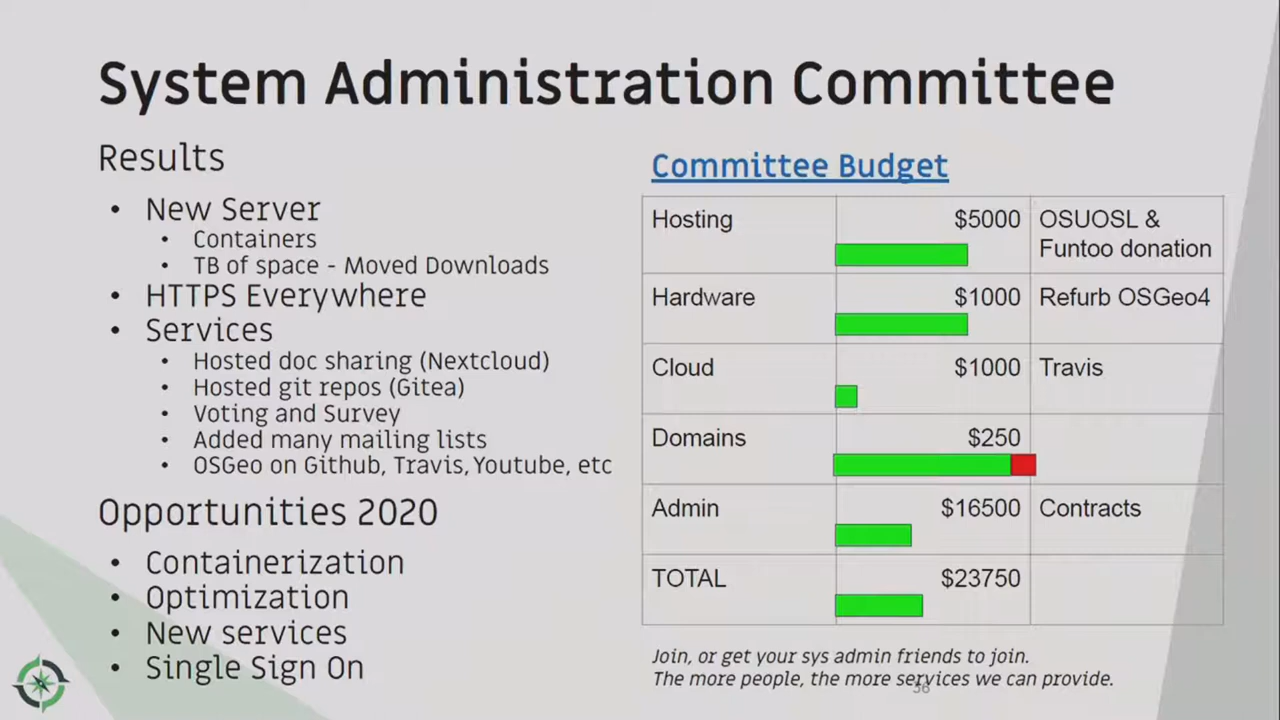 System Administration Committee
Results
• New Server
• Containers
• TB of space - Moved Downloads
• HTTPS Everywhere
• Services
• Hosted doc sharing (Nextcloud)
• Hosted git repos (Gitea)
• Voting and Survey
• Added many mailing lists
• OSGeo on Github, Travis, Youtube, etc
Opportunities 2020
• Containerization
• Optimization
• New services
• Single Sign On
Committee Budget
Hosting $5000 OSUOSL &
Funtoo donation
Hardware $1000 Refurb OSGeo4
Cloud $1000 Travis
Domains $250
Admin $16500 Contracts
TOTAL $23750
Join, or get your sys admin friends to join.
The more people, the more services we can provide.
36